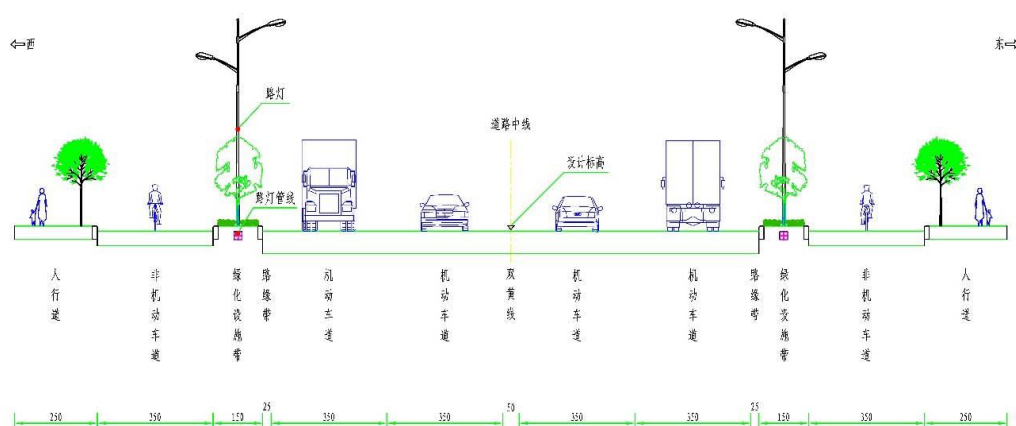 西
东
路灯
道路中线
设计标高
路灯管线
人行道
非机动车道
绿化设施带
路缘带
机动车道
机动车道
双黄线
机动车道
机动车道
路缘带
绿化设施带
非机动车道
人行道
250
350
150
25
350
350
50
350
350
25
150
350
250